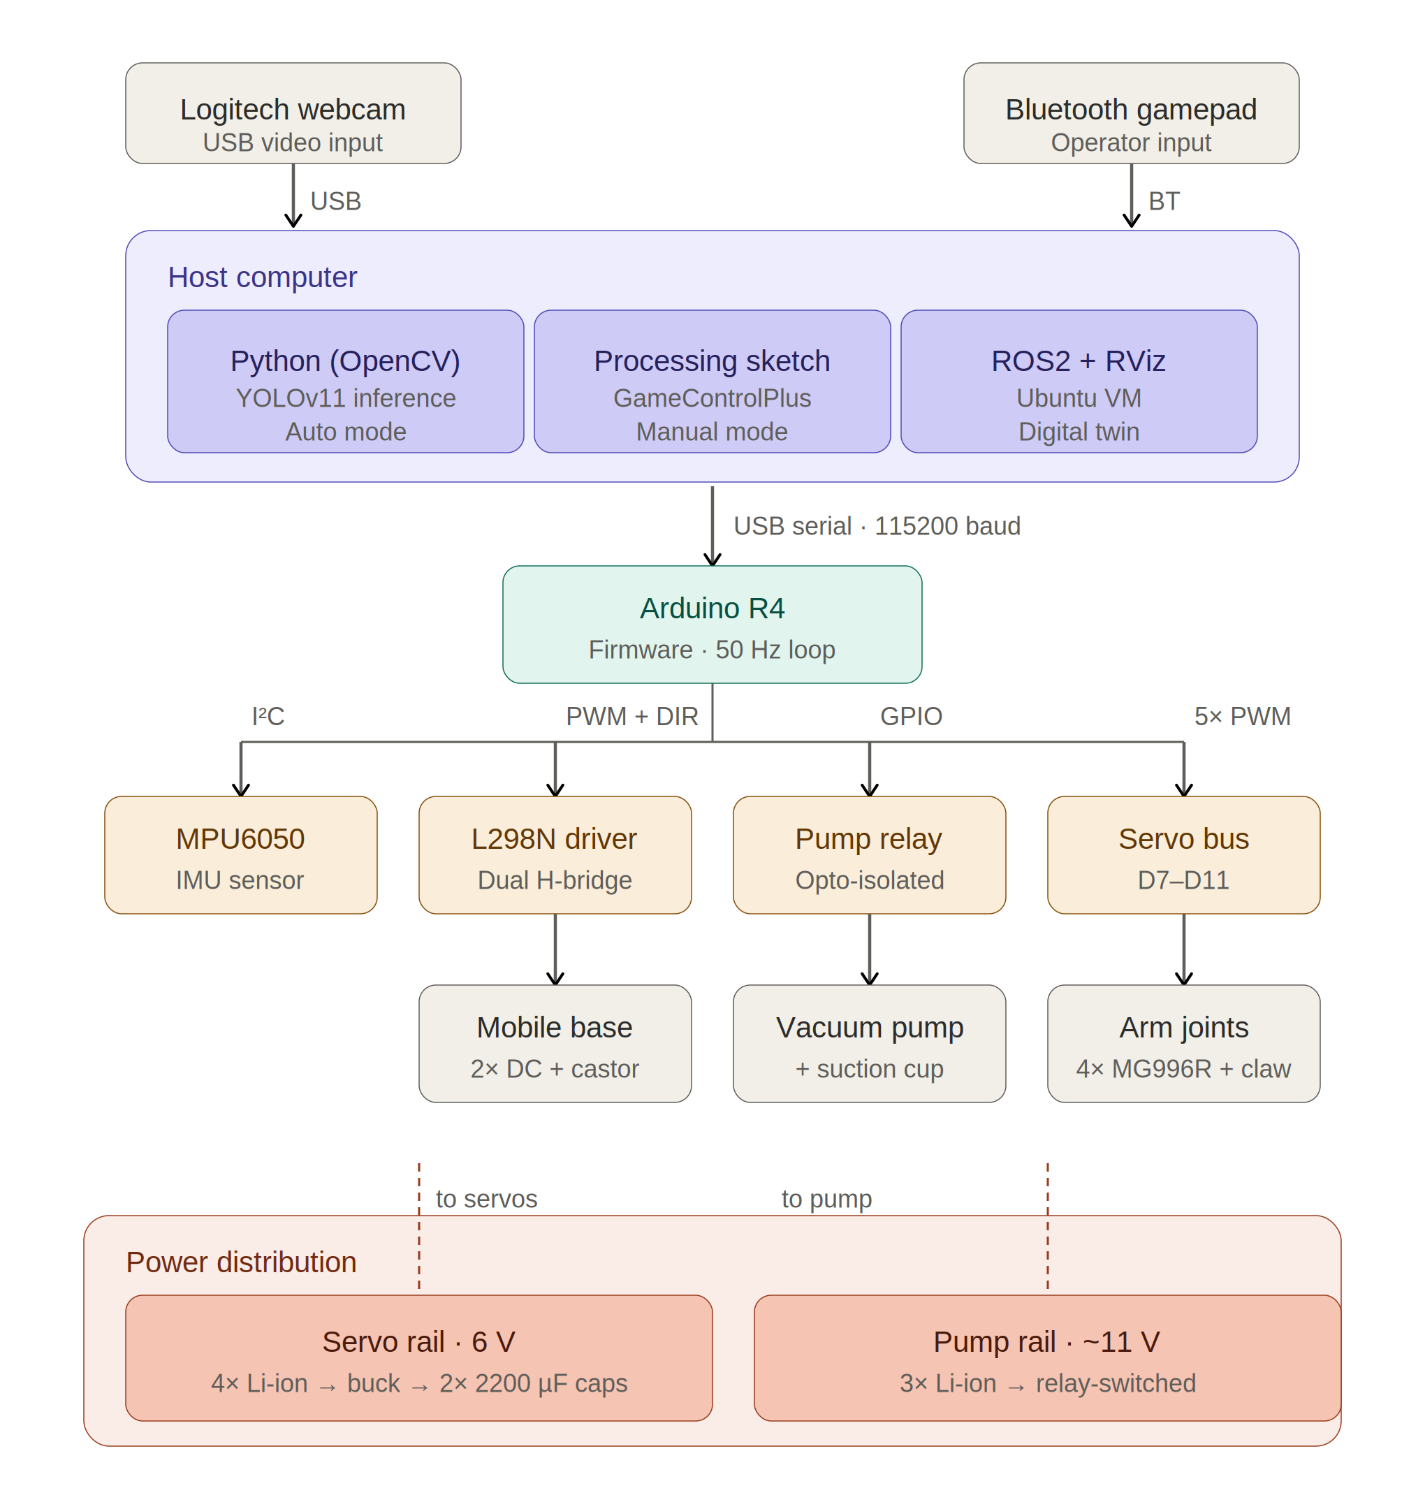 Logitech webcam
USB video input
Bluetooth gamepad
Operator input
USB
BT
Host computer
Python (OpenCV)
YOLOv11 inference
Auto mode
Processing sketch
GameControlPlus
Manual mode
ROS2 + RViz
Ubuntu VM
Digital twin
USB serial · 115200 baud
Arduino R4
Firmware · 50 Hz loop
I²C
PWM + DIR
GPIO
5× PWM
MPU6050
IMU sensor
L298N driver
Dual H-bridge
Pump relay
Opto-isolated
Servo bus
D7–D11
Mobile base
2× DC + castor
Vacuum pump
+ suction cup
Arm joints
4× MG996R + claw
to servos
to pump
Power distribution
Servo rail · 6 V
4× Li-ion → buck → 2× 2200 µF caps
Pump rail · ~11 V
3× Li-ion → relay-switched